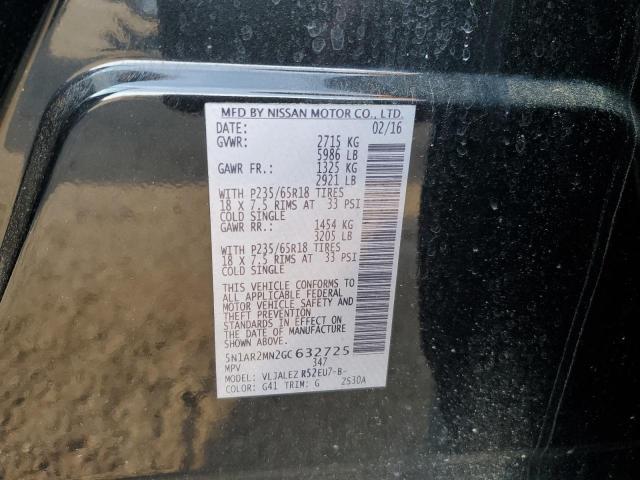 MFD BY NISSAN MOTOR CO., LTD.
DATE: 02/16
GVWR: 2715 KG
5986 LB
GAWR FR.: 1325 KG
2921 LB
WITH P235/65R18 TIRES
18 X 7.5 RIMS AT 33 PSI
COLD SINGLE
GAWR RR.: 1454 KG
3205 LB
WITH P235/65R18 TIRES
18 X 7.5 RIMS AT 33 PSI
COLD SINGLE
THIS VEHICLE CONFORMS TO
ALL APPLICABLE FEDERAL
MOTOR VEHICLE SAFETY AND
THEFT PREVENTION
STANDARDS IN EFFECT ON
THE DATE OF MANUFACTURE
SHOWN ABOVE.
5N1AR2MN2GC632725
MPV 347
MODEL: VLJALEZ R52EU7-B-
COLOR: G41 TRIM: G 2S30A